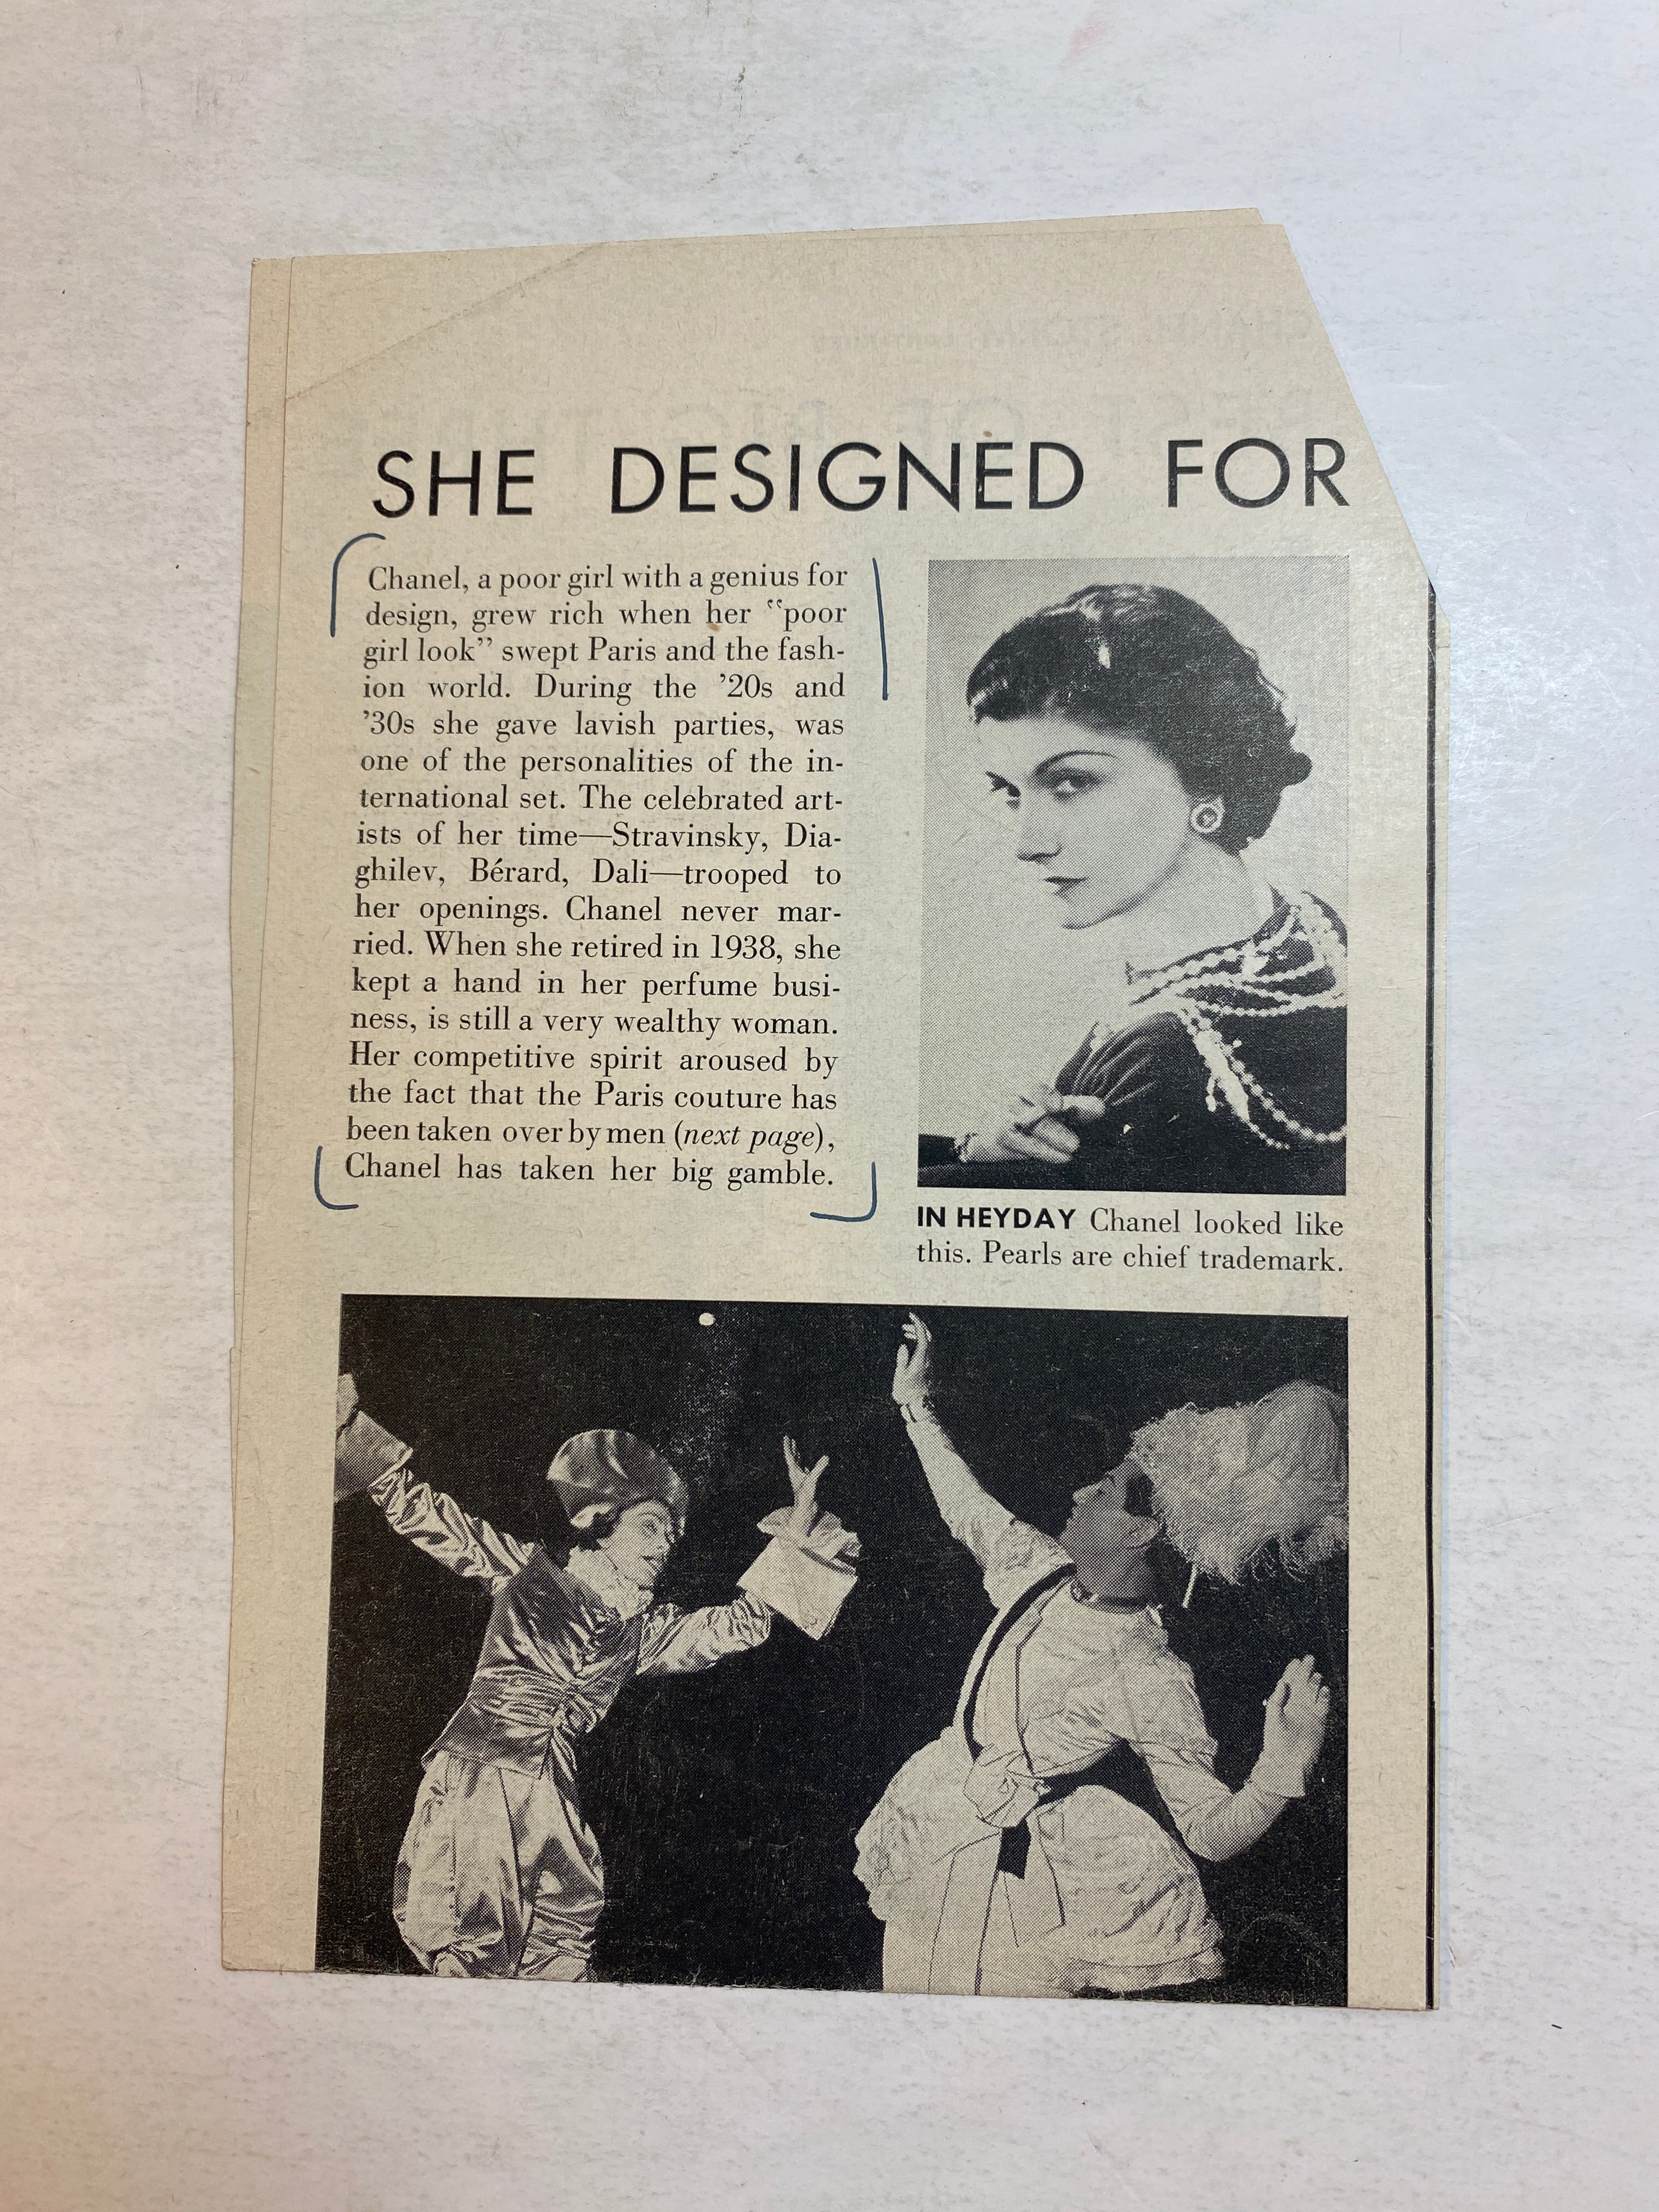 SHE DESIGNED FOR
Chanel, a poor girl with a genius for
design, grew rich when her “poor
girl look” swept Paris and the fash-
ion world. During the ’20s and
’30s she gave lavish parties, was
one of the personalities of the in-
ternational set. The celebrated art-
ists of her time—Stravinsky, Dia-
ghilev, Bérard, Dali—trooped to
her openings. Chanel never mar-
ried. When she retired in 1938, she
kept a hand in her perfume busi-
ness, is still a very wealthy woman.
Her competitive spirit aroused by
the fact that the Paris couture has
been taken over by men (next page),
Chanel has taken her big gamble.
IN HEYDAY Chanel looked like
this. Pearls are chief trademark.